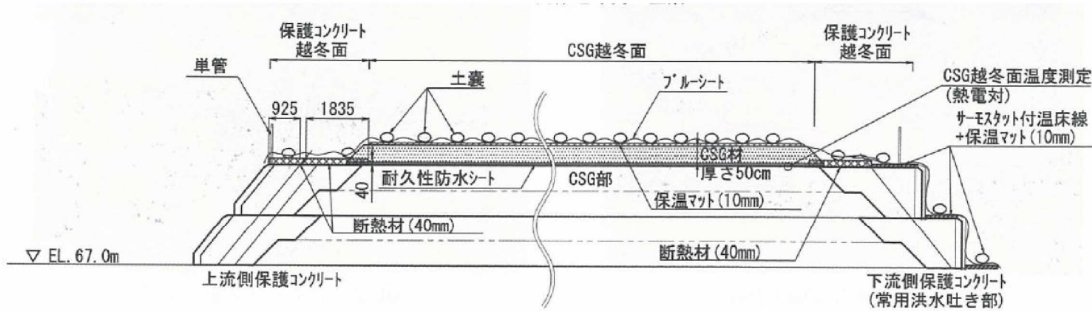 保護コンクリート
越冬面
CSG越冬面
保護コンクリート
越冬面
単管
土嚢
ブルーシート
CSG越冬面温度測定
(熱電対)
925
1835
サーモスタット付温床線
+保温マット(10mm)
CSG材
厚さ50cm
耐久性防水シート
CSG部
40
保温マット(10mm)
断熱材(40mm)
断熱材(40mm)
▽ EL. 67.0m
上流側保護コンクリート
下流側保護コンクリート
(常用洪水吐き部)